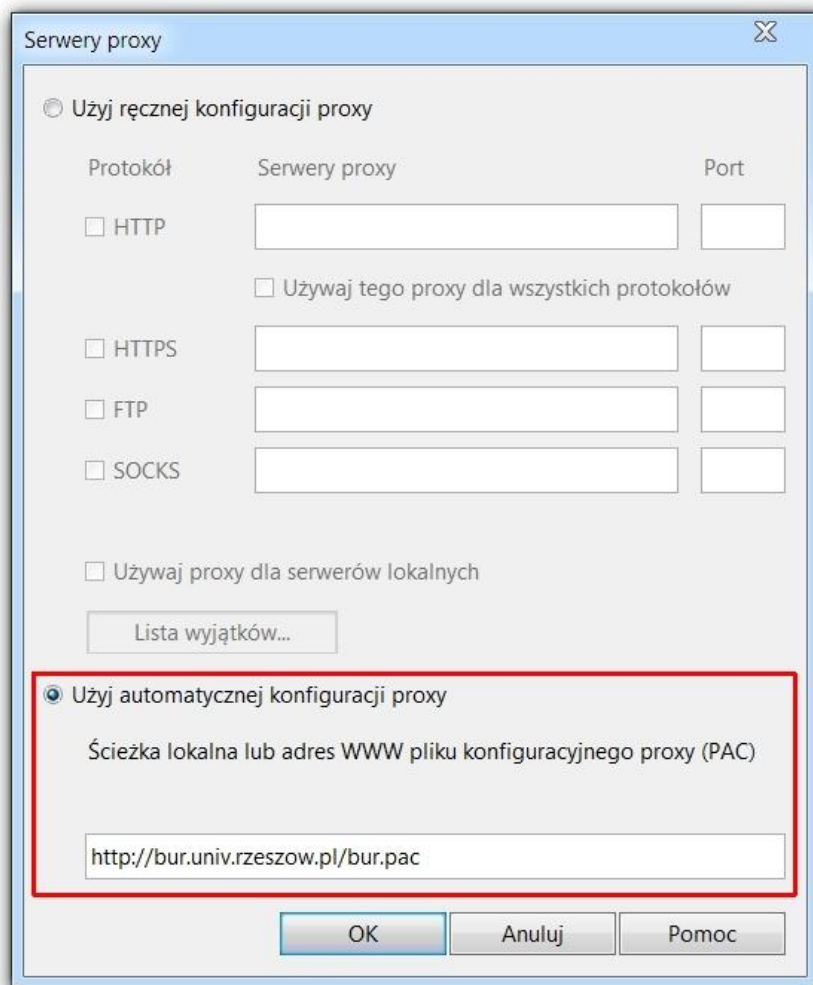 Serwery proxy
Użyj ręcznej konfiguracji proxy
Protokół Serwery proxy Port
HTTP
Używaj tego proxy dla wszystkich protokołów
HTTPS
FTP
SOCKS
Używaj proxy dla serwerów lokalnych
Lista wyjątków...
Użyj automatycznej konfiguracji proxy
Ścieżka lokalna lub adres WWW pliku konfiguracyjnego proxy (PAC)
http://bur.univ.rzeszow.pl/bur.pac
OK Anuluj Pomoc